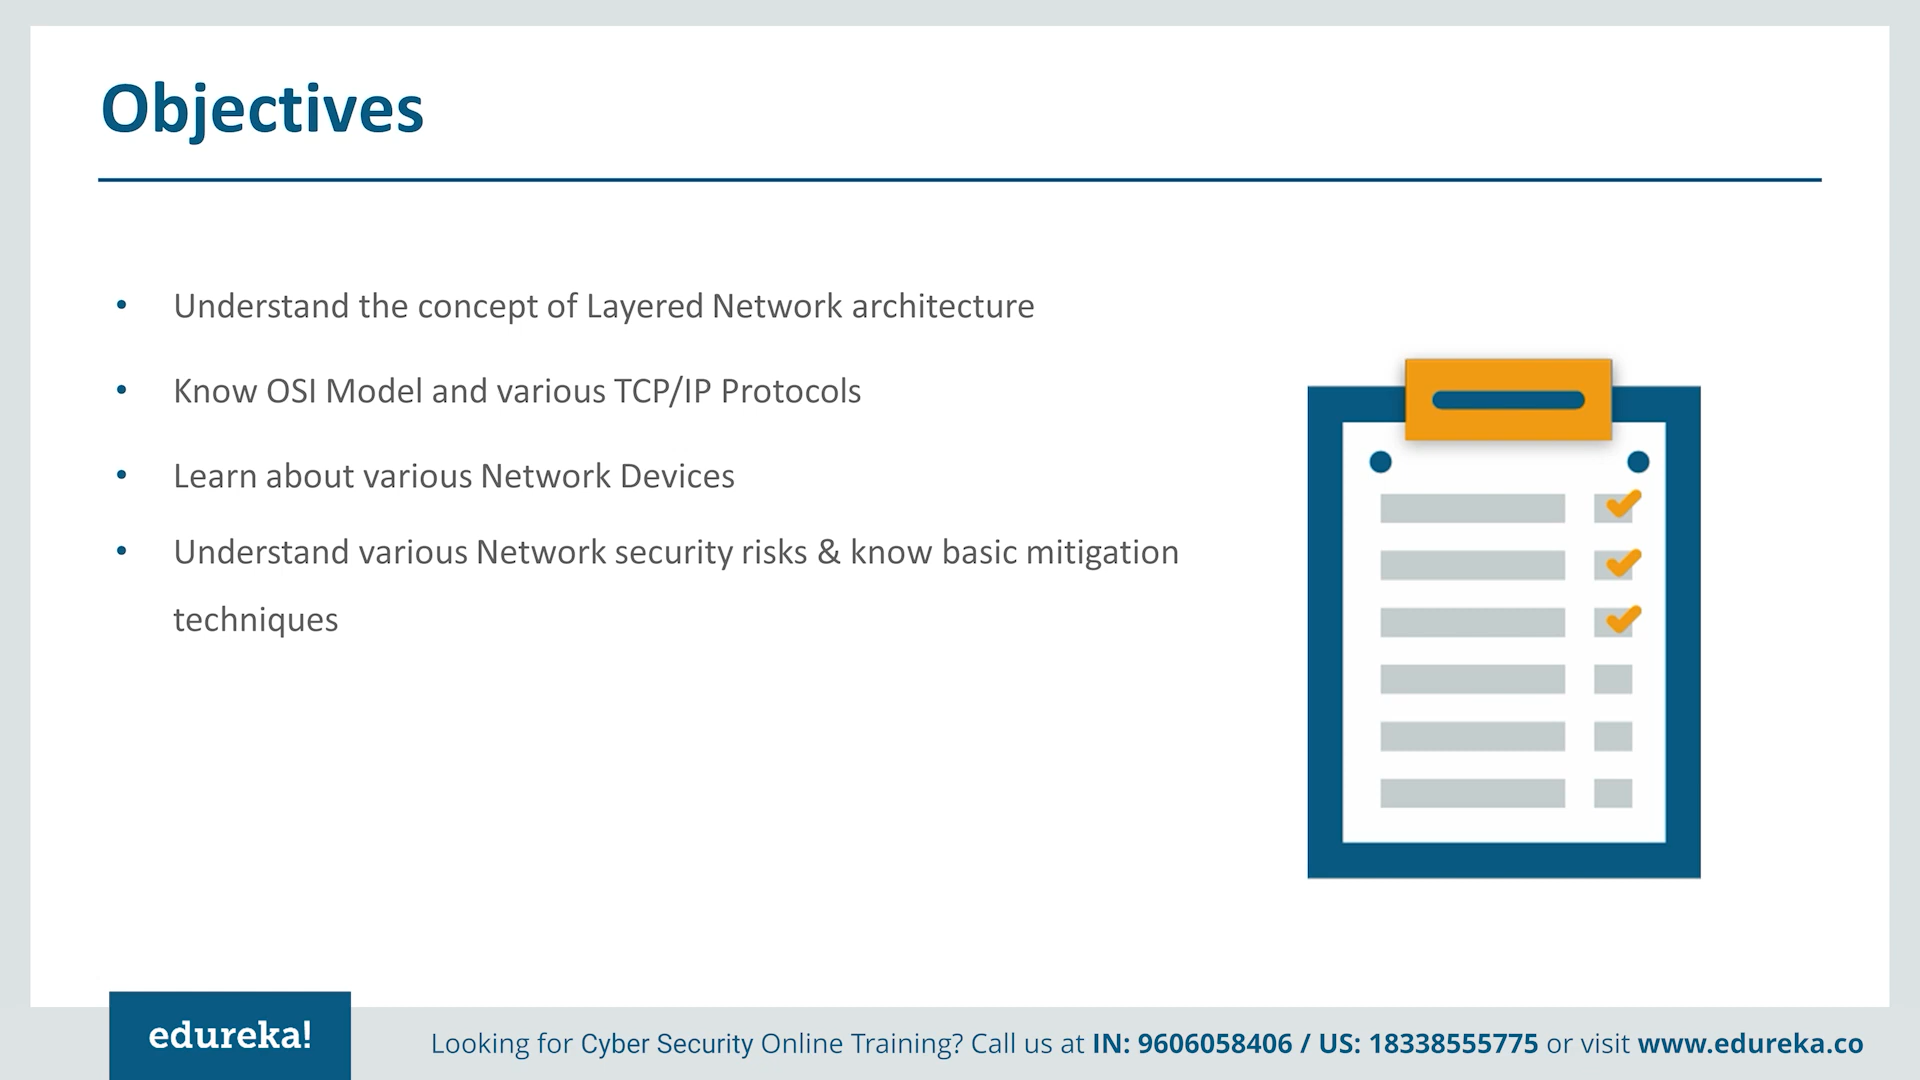 Objectives
• Understand the concept of Layered Network architecture
• Know OSI Model and various TCP/IP Protocols
• Learn about various Network Devices
• Understand various Network security risks & know basic mitigation
techniques
edureka!
Looking for Cyber Security Online Training? Call us at IN: 9606058406 / US: 18338555775 or visit www.edureka.co